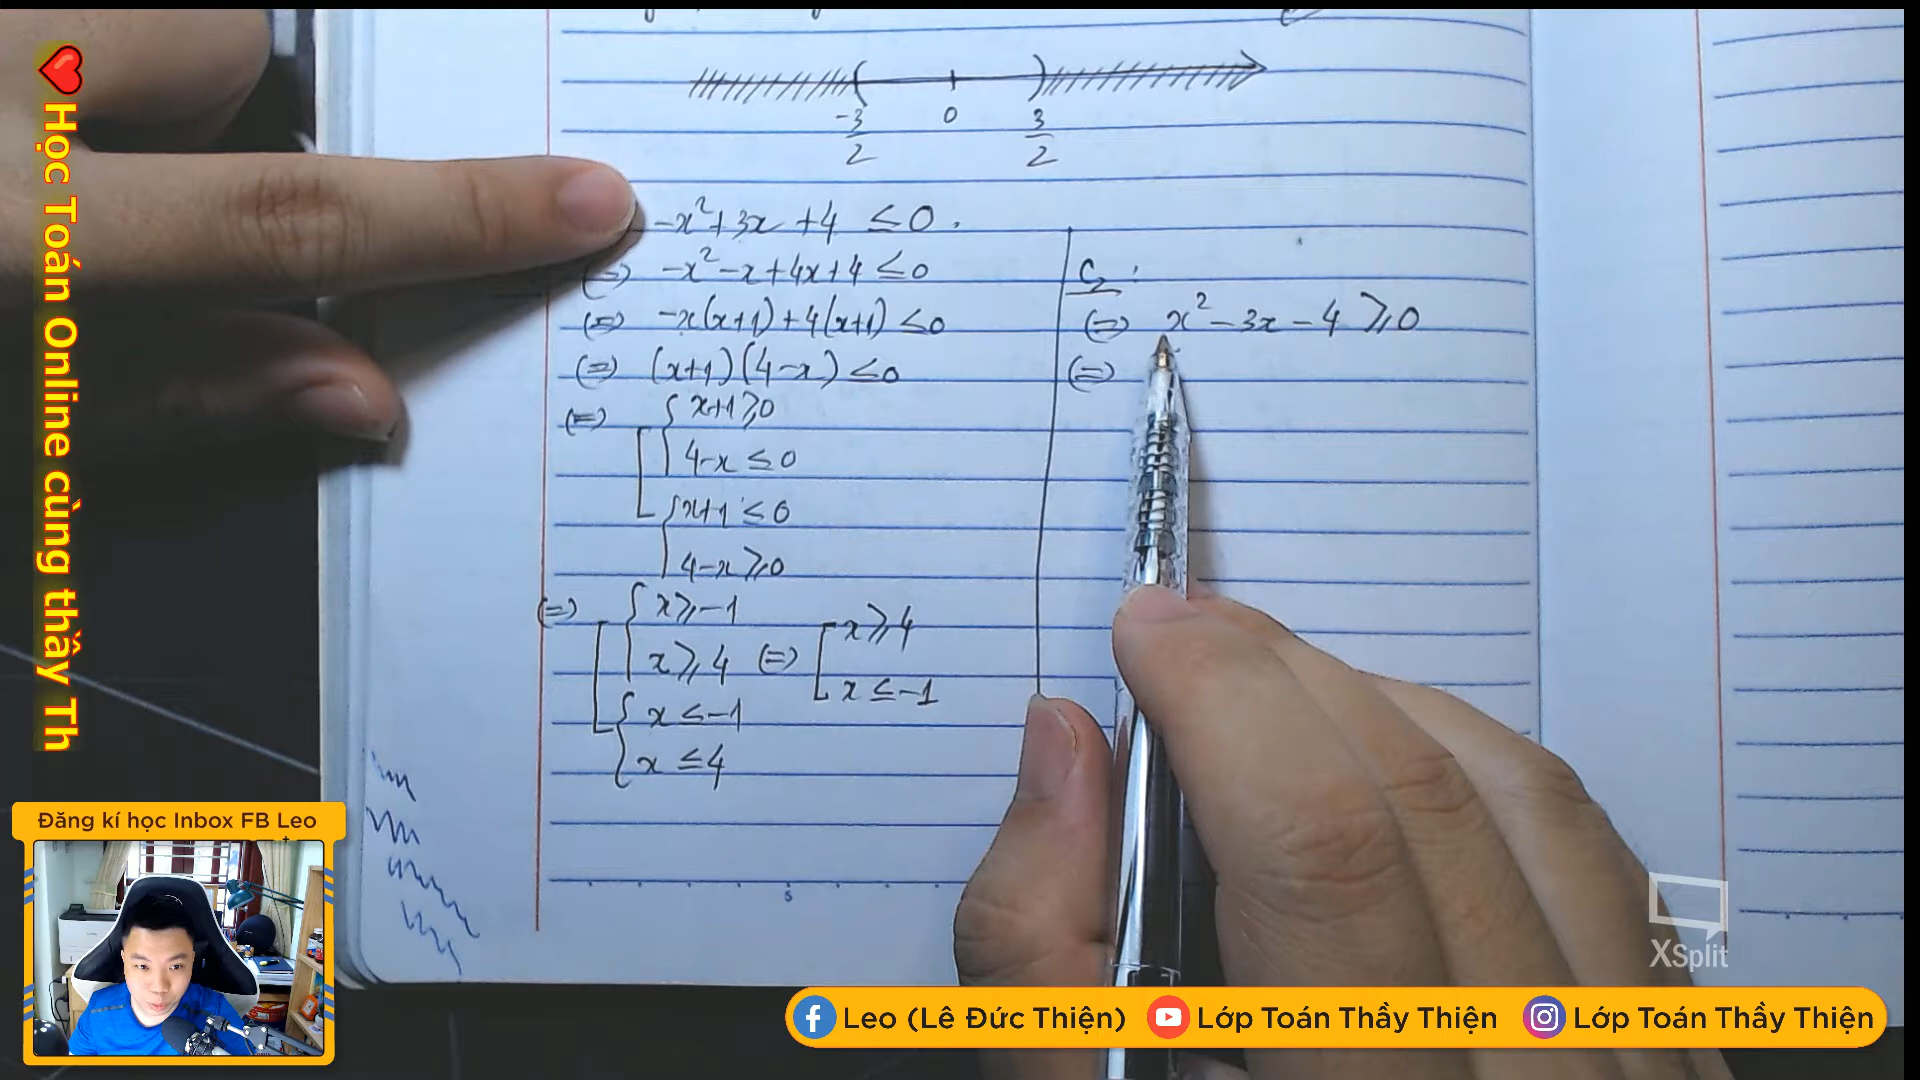 ❤️Học Toán Online cùng thầy Th
-3/2 0 3/2
-x²+3x+4 ≤0.
(=) -x²-x+4x+4 ≤0
(=) -x(x+1)+4(x+1) ≤0
(=) (x+1)(4-x) ≤0
(=) [ { x+1 ⩾0
4-x ≤0
{ x+1 ≤0
4-x ⩾0
(=) [ { x⩾-1
x⩾4 (=) [ x⩾4
x ≤-1
{ x ≤-1
x ≤4
C2:
(=) x²-3x-4 ⩾0
(=)
s
Đăng kí học Inbox FB Leo
XSplit
Leo (Lê Đức Thiện) Lớp Toán Thầy Thiện Lớp Toán Thầy Thiện